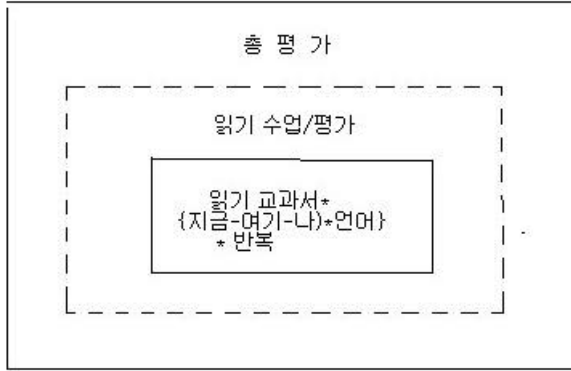 총 평 가
읽기 수업/평가
읽기 교과서*
{지금-여기-나)*언어}
* 반복